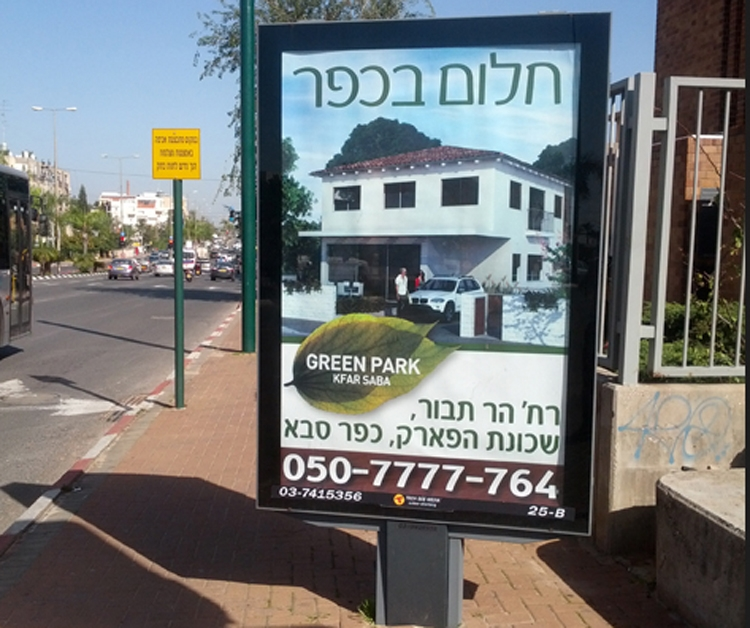 חלום בכפר
GREEN PARK
KFAR SABA
רח' הר תבור,
שכונת הפארק, כפר סבא
050-7777-764
03-7415356
25-B